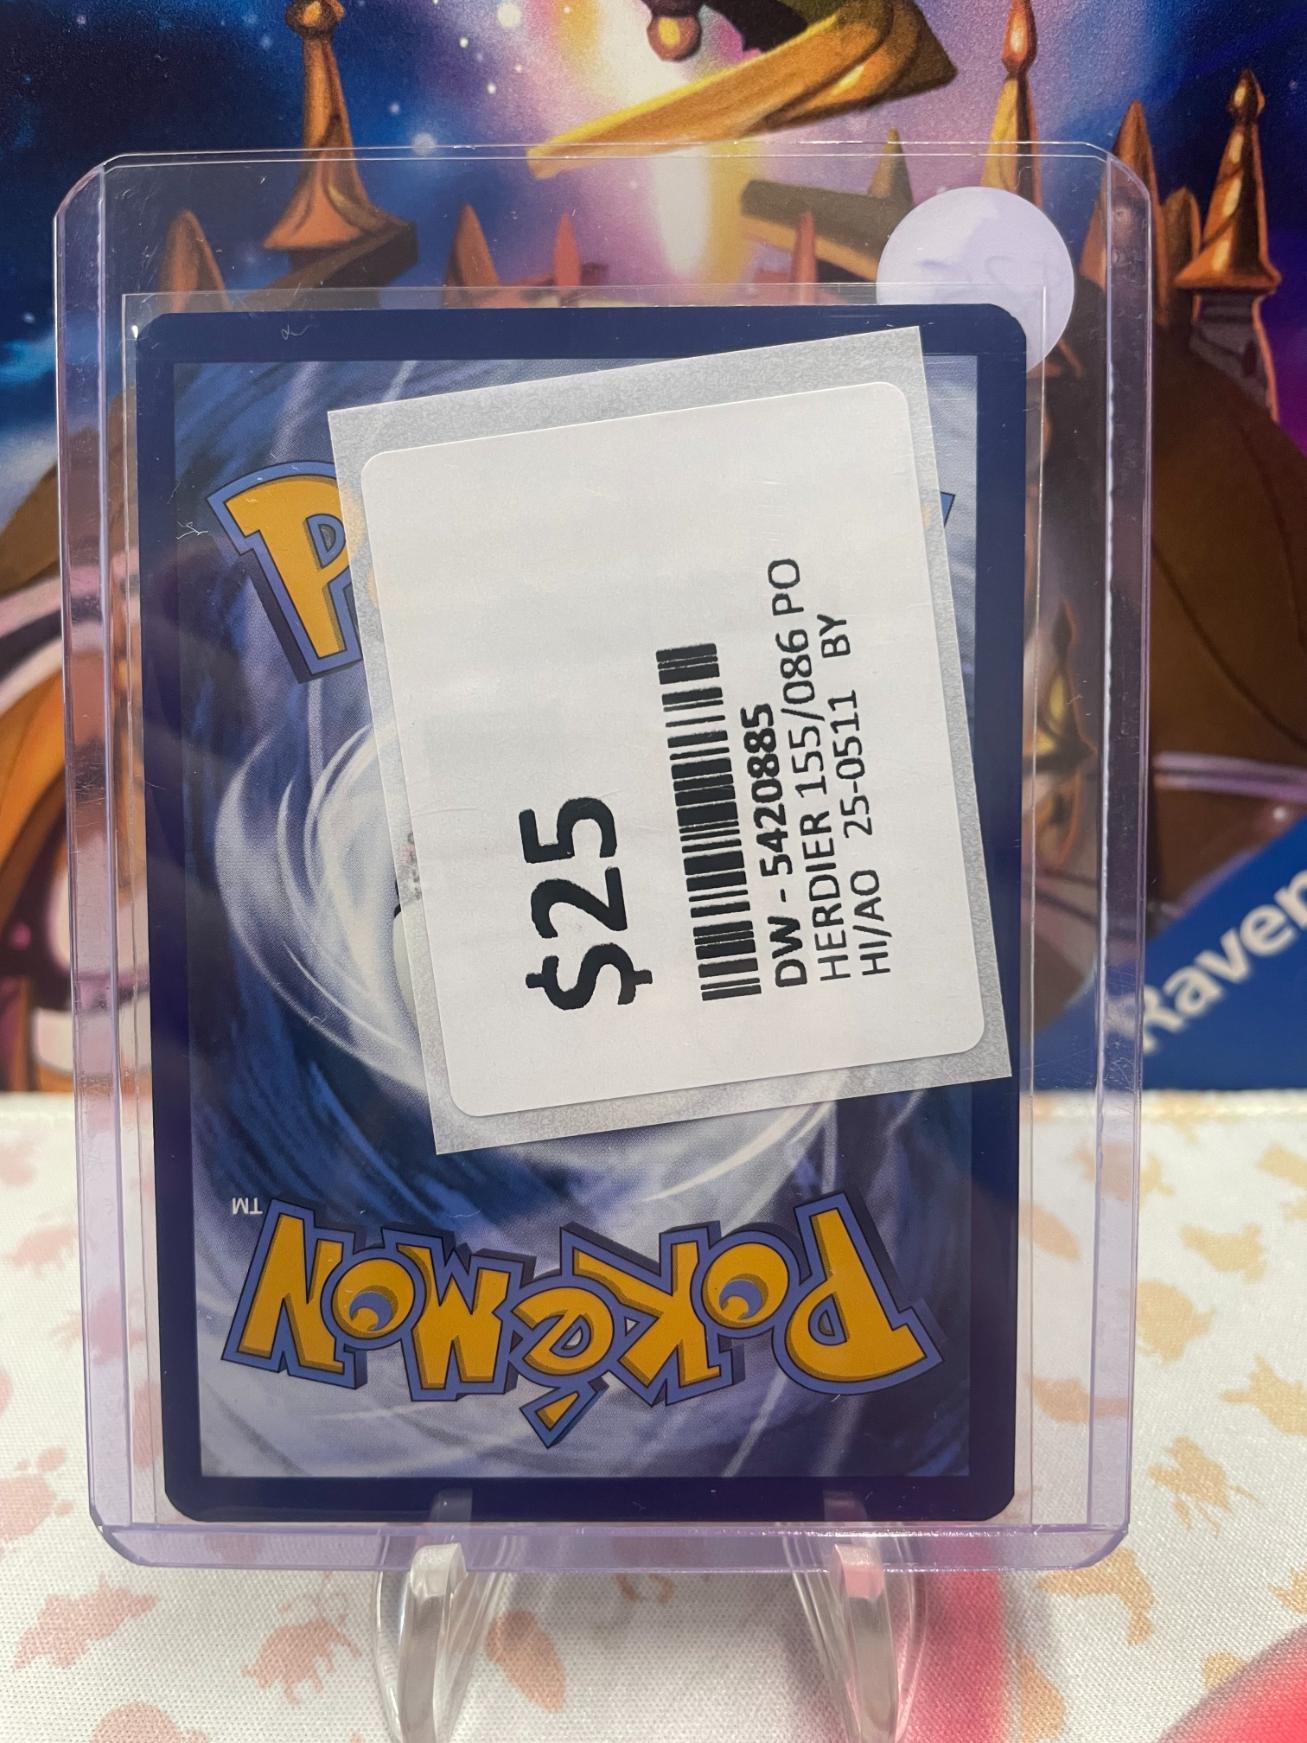 $25
DW - 5420885
HERDIER 155/086 PO
HI/AO 25-0511 BY
P
POKéMON
TM
Raven